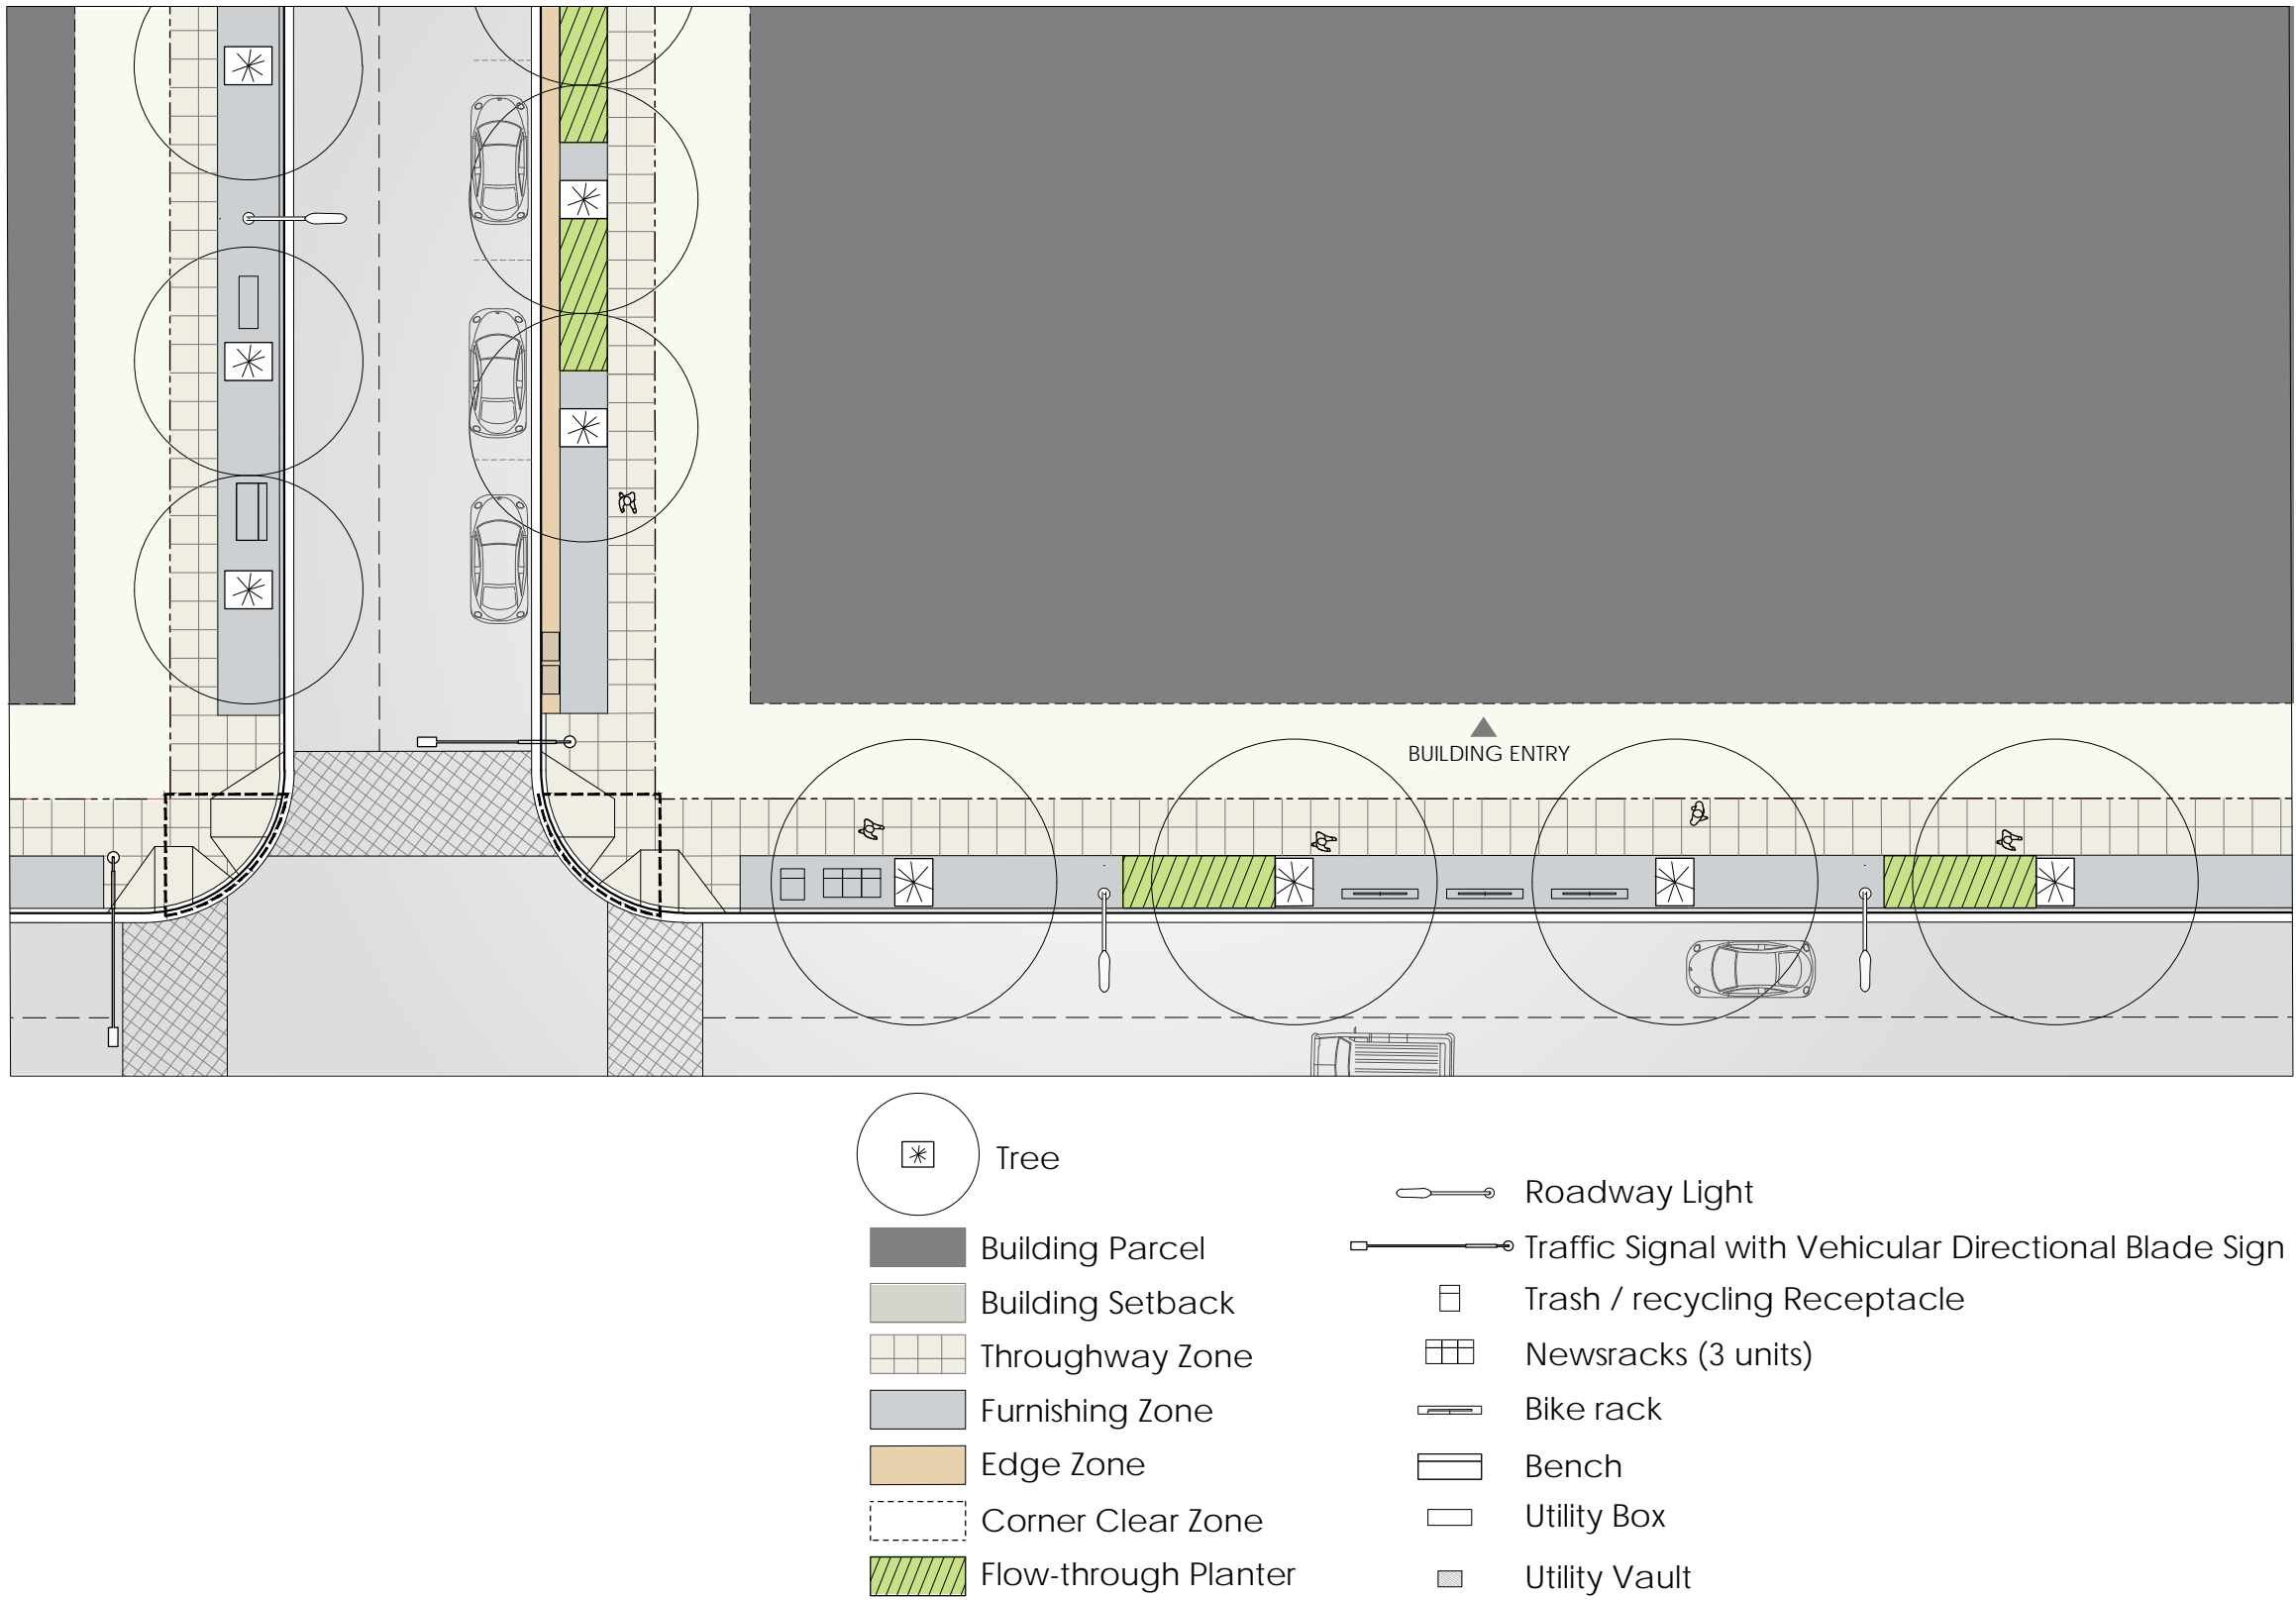 BUILDING ENTRY
Tree
Building Parcel
Building Setback
Throughway Zone
Furnishing Zone
Edge Zone
Corner Clear Zone
Flow-through Planter
Roadway Light
Traffic Signal with Vehicular Directional Blade Sign
Trash / recycling Receptacle
Newsracks (3 units)
Bike rack
Bench
Utility Box
Utility Vault